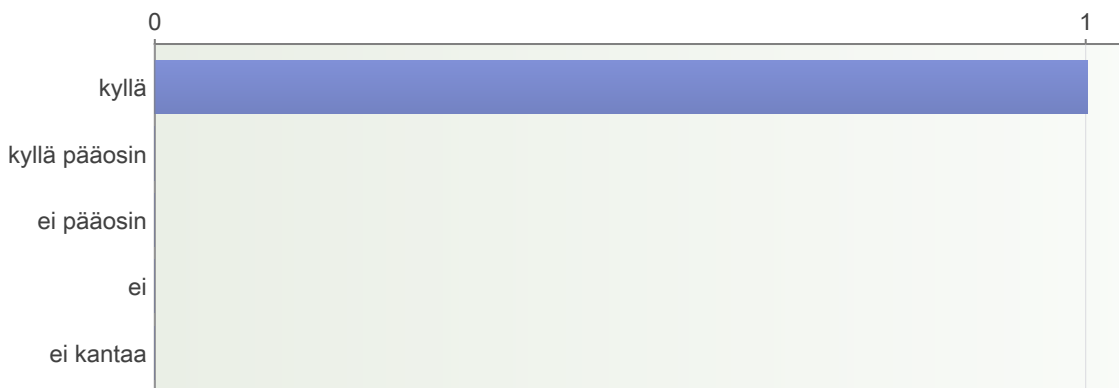 0 1
kyllä
kyllä pääosin
ei pääosin
ei
ei kantaa